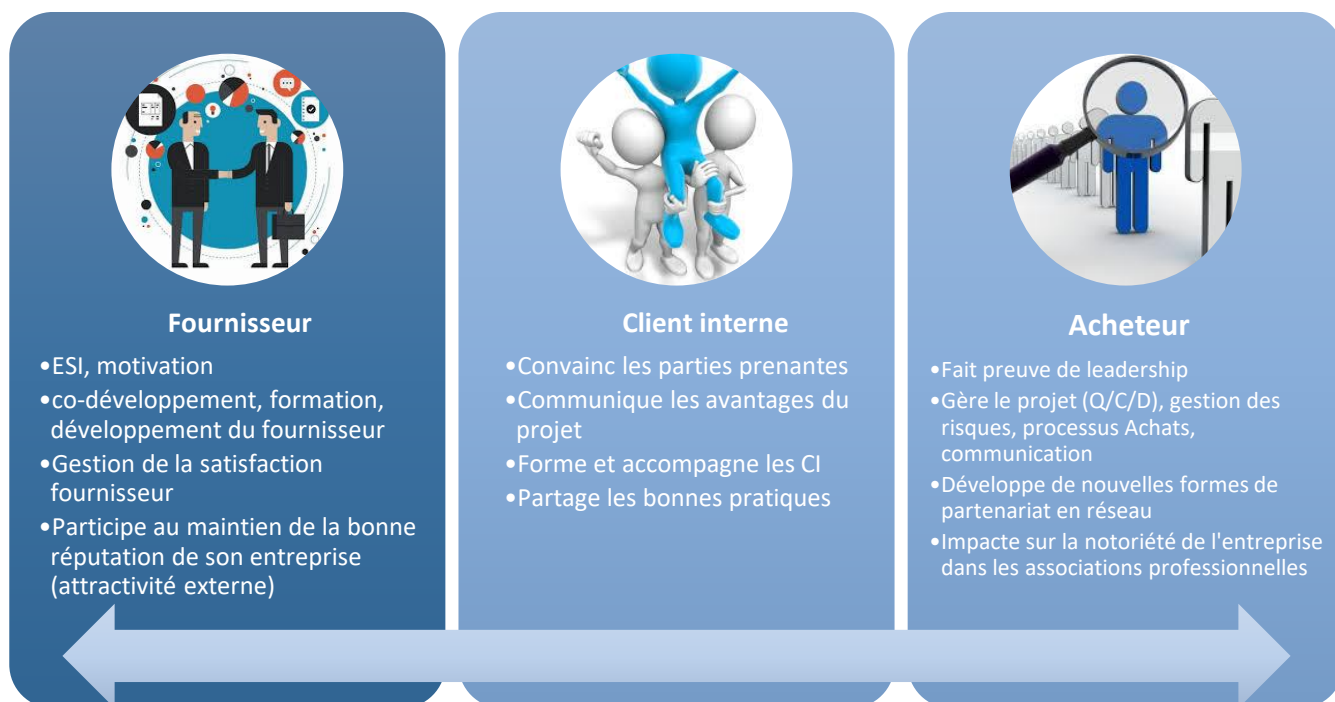 Fournisseur
•ESI, motivation
•co-développement, formation,
développement du fournisseur
•Gestion de la satisfaction
fournisseur
•Participe au maintien de la bonne
réputation de son entreprise
(attractivité externe)
Client interne
•Convainc les parties prenantes
•Communique les avantages du
projet
•Forme et accompagne les CI
•Partage les bonnes pratiques
Acheteur
•Fait preuve de leadership
•Gère le projet (Q/C/D), gestion des
risques, processus Achats,
communication
•Développe de nouvelles formes de
partenariat en réseau
•Impacte sur la notoriété de l'entreprise
dans les associations professionnelles